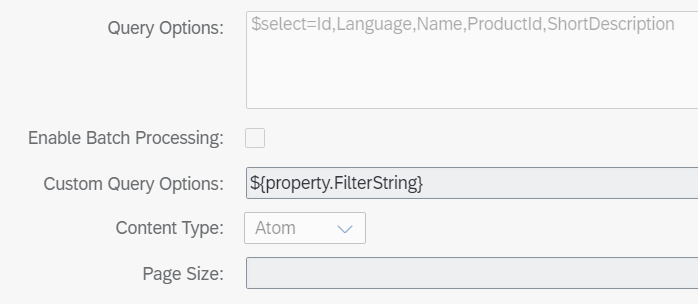 Query Options: $select=Id,Language,Name,ProductId,ShortDescription
Enable Batch Processing:
Custom Query Options: ${property.FilterString}
Content Type: Atom
Page Size: